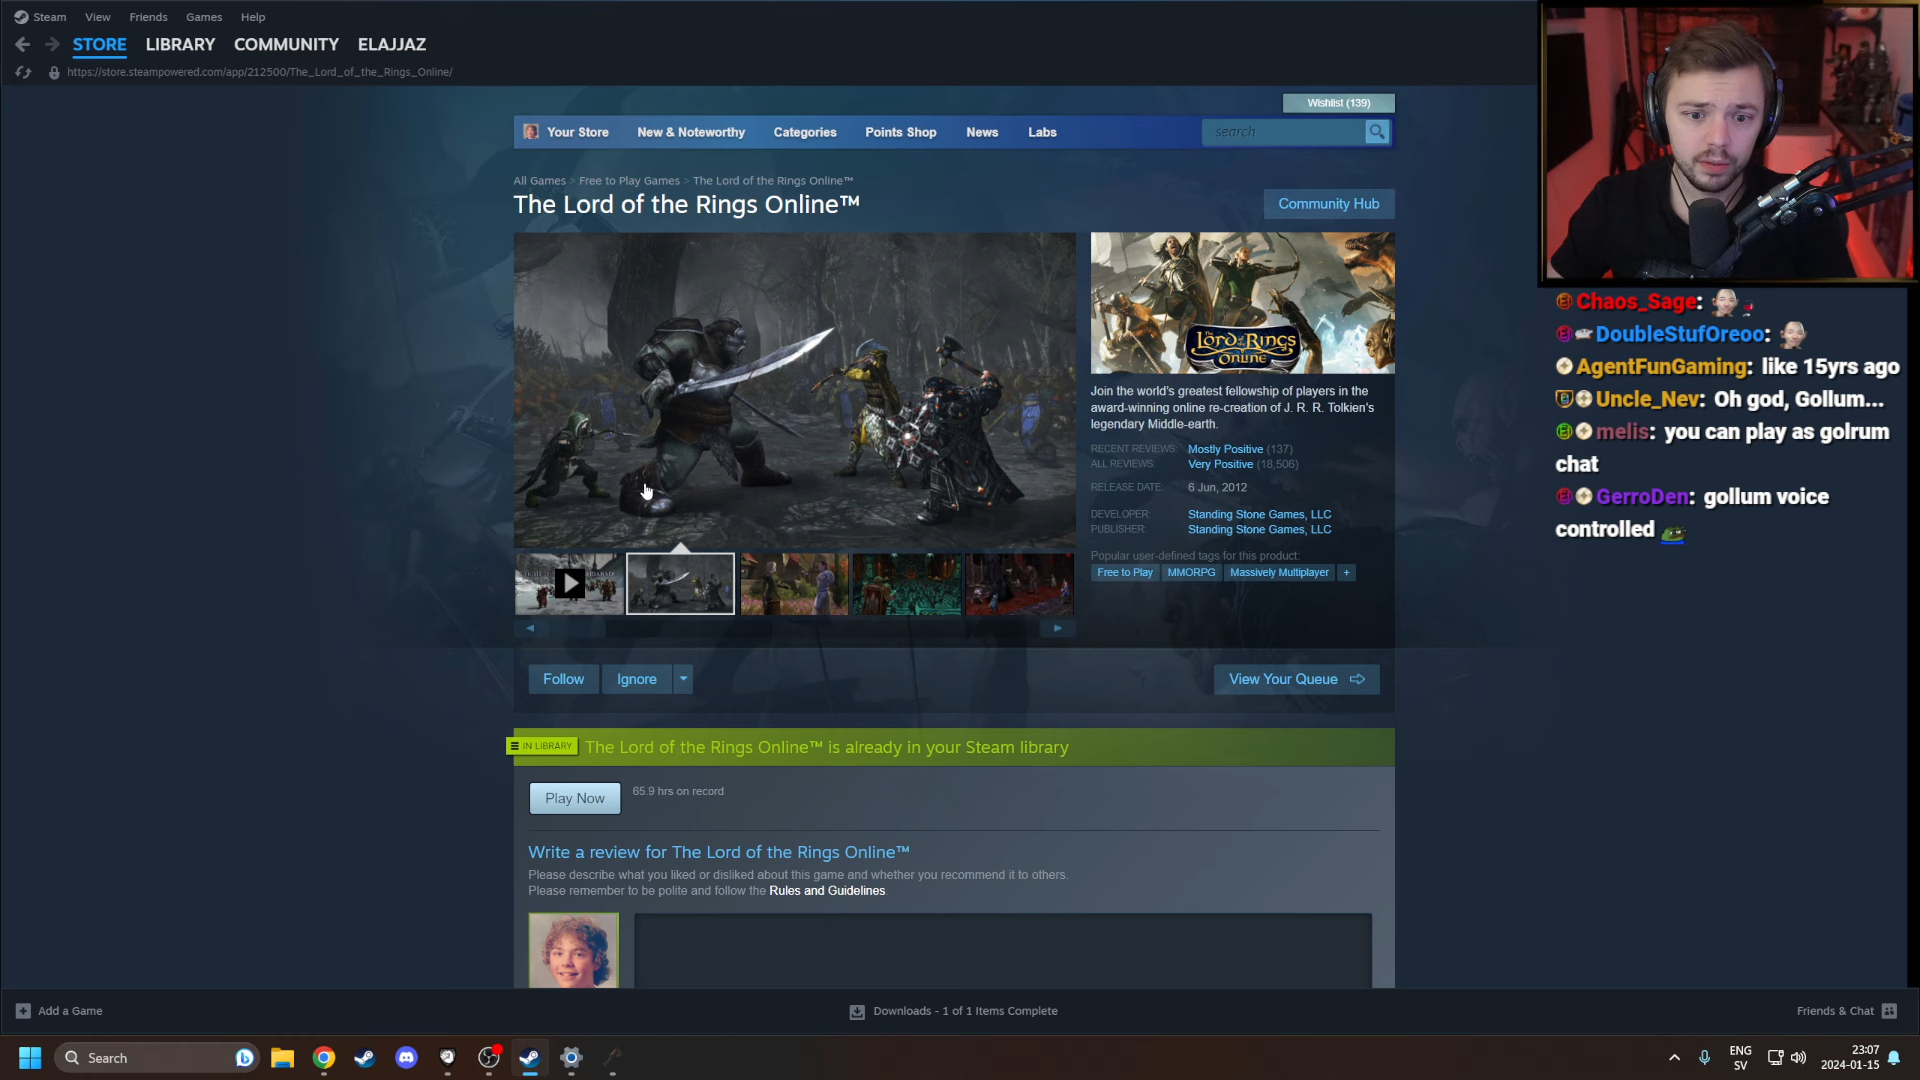 Steam View Friends Games Help
STORE LIBRARY COMMUNITY ELAJJAZ
https://store.steampowered.com/app/212500/The_Lord_of_the_Rings_Online/
Wishlist (139)
Your Store New & Noteworthy Categories Points Shop News Labs search
All Games > Free to Play Games > The Lord of the Rings Online™
The Lord of the Rings Online™
Community Hub
The Lord of the Rings Online
Join the world's greatest fellowship of players in the
award-winning online re-creation of J. R. R. Tolkien's
legendary Middle-earth.
RECENT REVIEWS: Mostly Positive (137)
ALL REVIEWS: Very Positive (18,506)
RELEASE DATE: 6 Jun, 2012
DEVELOPER: Standing Stone Games, LLC
PUBLISHER: Standing Stone Games, LLC
Popular user-defined tags for this product:
Free to Play MMORPG Massively Multiplayer +
Follow Ignore View Your Queue
IN LIBRARY The Lord of the Rings Online™ is already in your Steam library
Play Now 65.9 hrs on record
Write a review for The Lord of the Rings Online™
Please describe what you liked or disliked about this game and whether you recommend it to others.
Please remember to be polite and follow the Rules and Guidelines.
Chaos_Sage:
DoubleStufOreoo:
AgentFunGaming: like 15yrs ago
Uncle_Nev: Oh god, Gollum...
melis: you can play as golrum
chat
GerroDen: gollum voice
controlled
Add a Game Downloads - 1 of 1 Items Complete Friends & Chat
Search
ENG
SV
23:07
2024-01-15